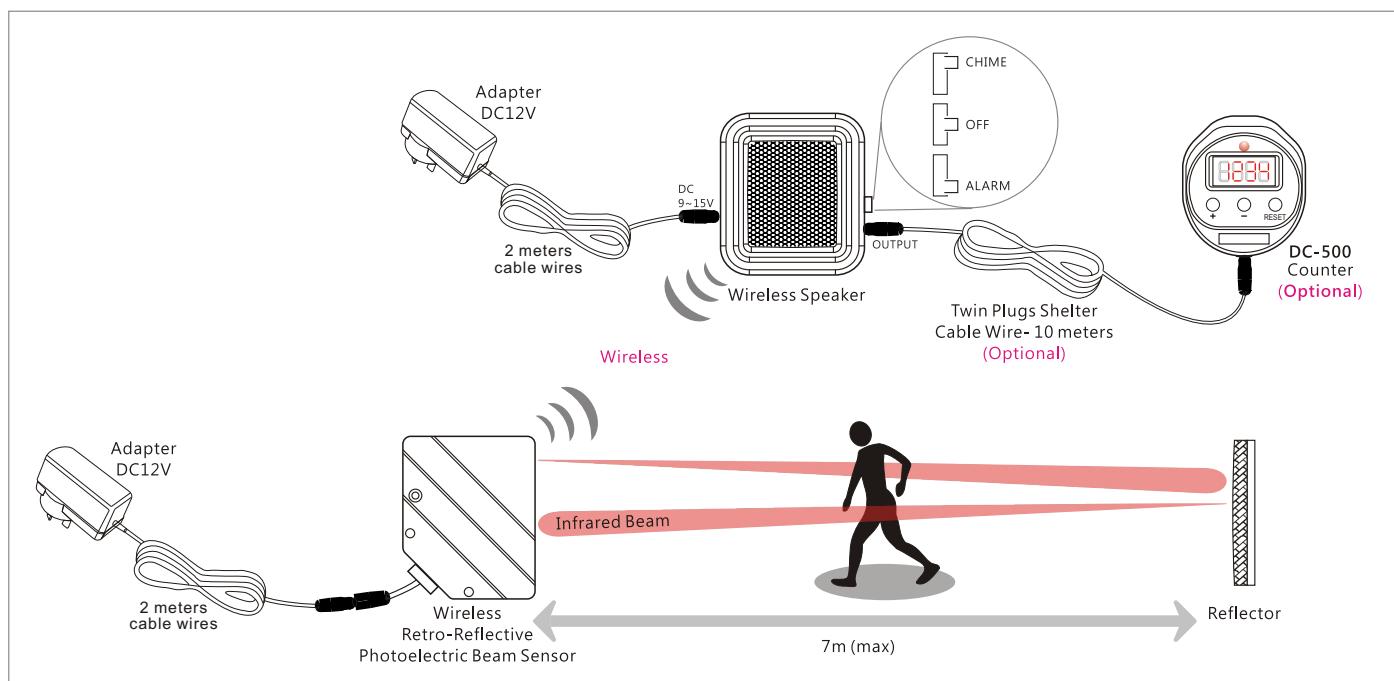 CHIME
OFF
ALARM
Adapter
DC12V
DC
9~15V
2 meters
cable wires
OUTPUT
Wireless Speaker
1234
+
−
RESET
DC-500
Counter
(Optional)
Twin Plugs Shelter
Cable Wire- 10 meters
(Optional)
Wireless
Adapter
DC12V
Infrared Beam
2 meters
cable wires
Wireless
Retro-Reflective
Photoelectric Beam Sensor
7m (max)
Reflector